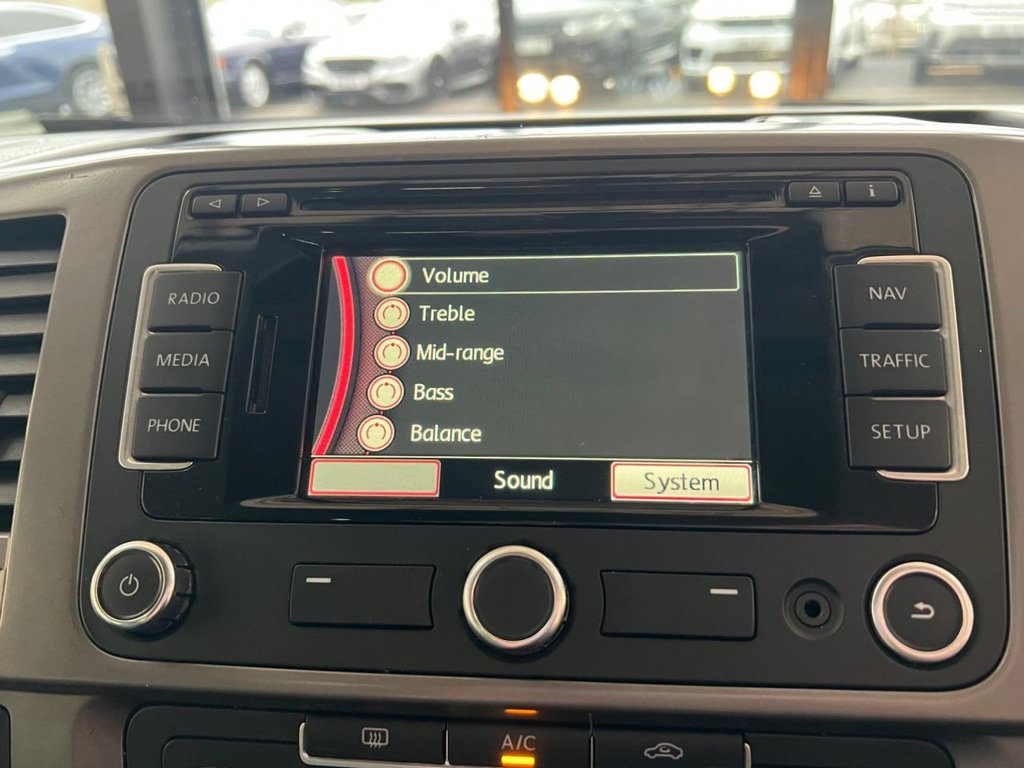 i
RADIO
MEDIA
PHONE
Volume
Treble
Mid-range
Bass
Balance
Sound
System
NAV
TRAFFIC
SETUP
A/C